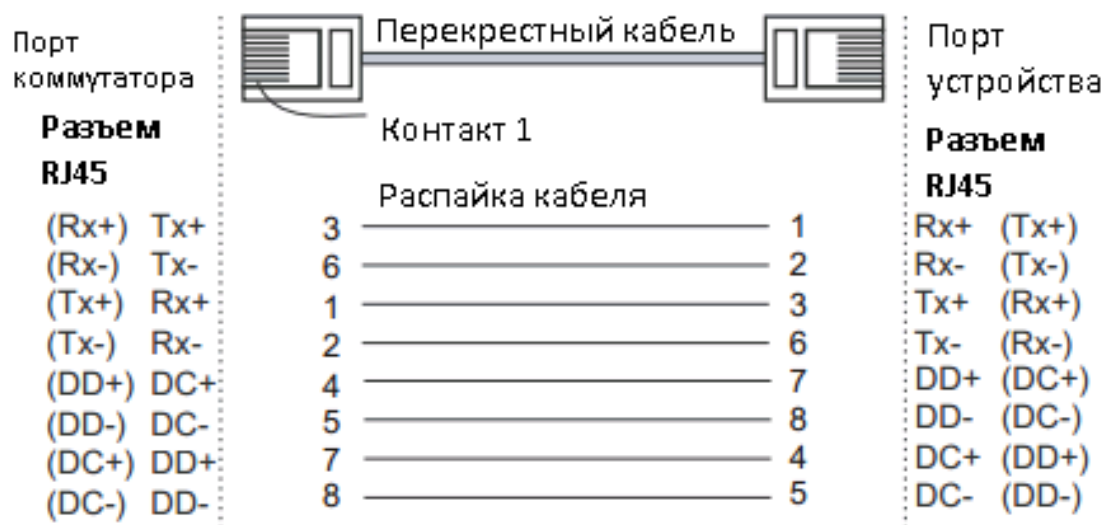 Порт
коммутатора
Разъем
RJ45
Перекрестный кабель
Контакт 1
Распайка кабеля
Порт
устройства
Разъем
RJ45
(Rx+) Tx+ 3 1 Rx+ (Tx+)
(Rx-) Tx- 6 2 Rx- (Tx-)
(Tx+) Rx+ 1 3 Tx+ (Rx+)
(Tx-) Rx- 2 6 Tx- (Rx-)
(DD+) DC+ 4 7 DD+ (DC+)
(DD-) DC- 5 8 DD- (DC-)
(DC+) DD+ 7 4 DC+ (DD+)
(DC-) DD- 8 5 DC- (DD-)